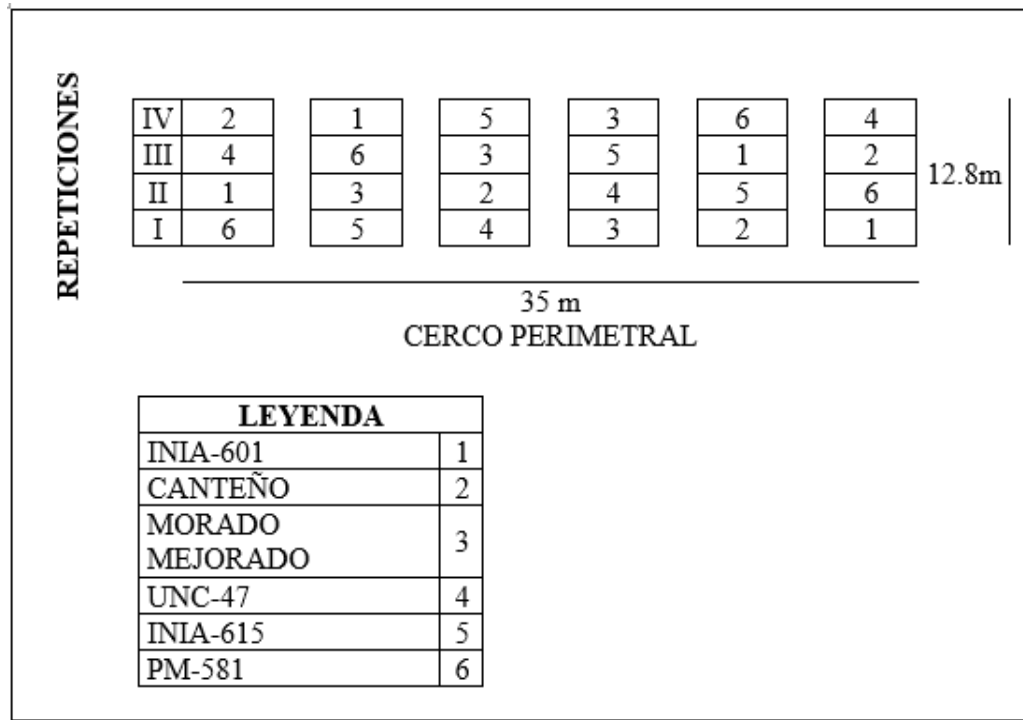 REPETICIONES
IV 2 1 5 3 6 4
III 4 6 3 5 1 2
II 1 3 2 4 5 6
I 6 5 4 3 2 1
12.8m
35 m
CERCO PERIMETRAL
LEYENDA
INIA-601 1
CANTEÑO 2
MORADO
MEJORADO 3
UNC-47 4
INIA-615 5
PM-581 6